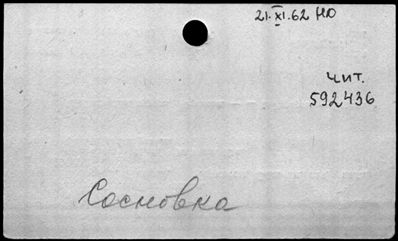 21.XI.62 НО
чит.
592436
Сосновка